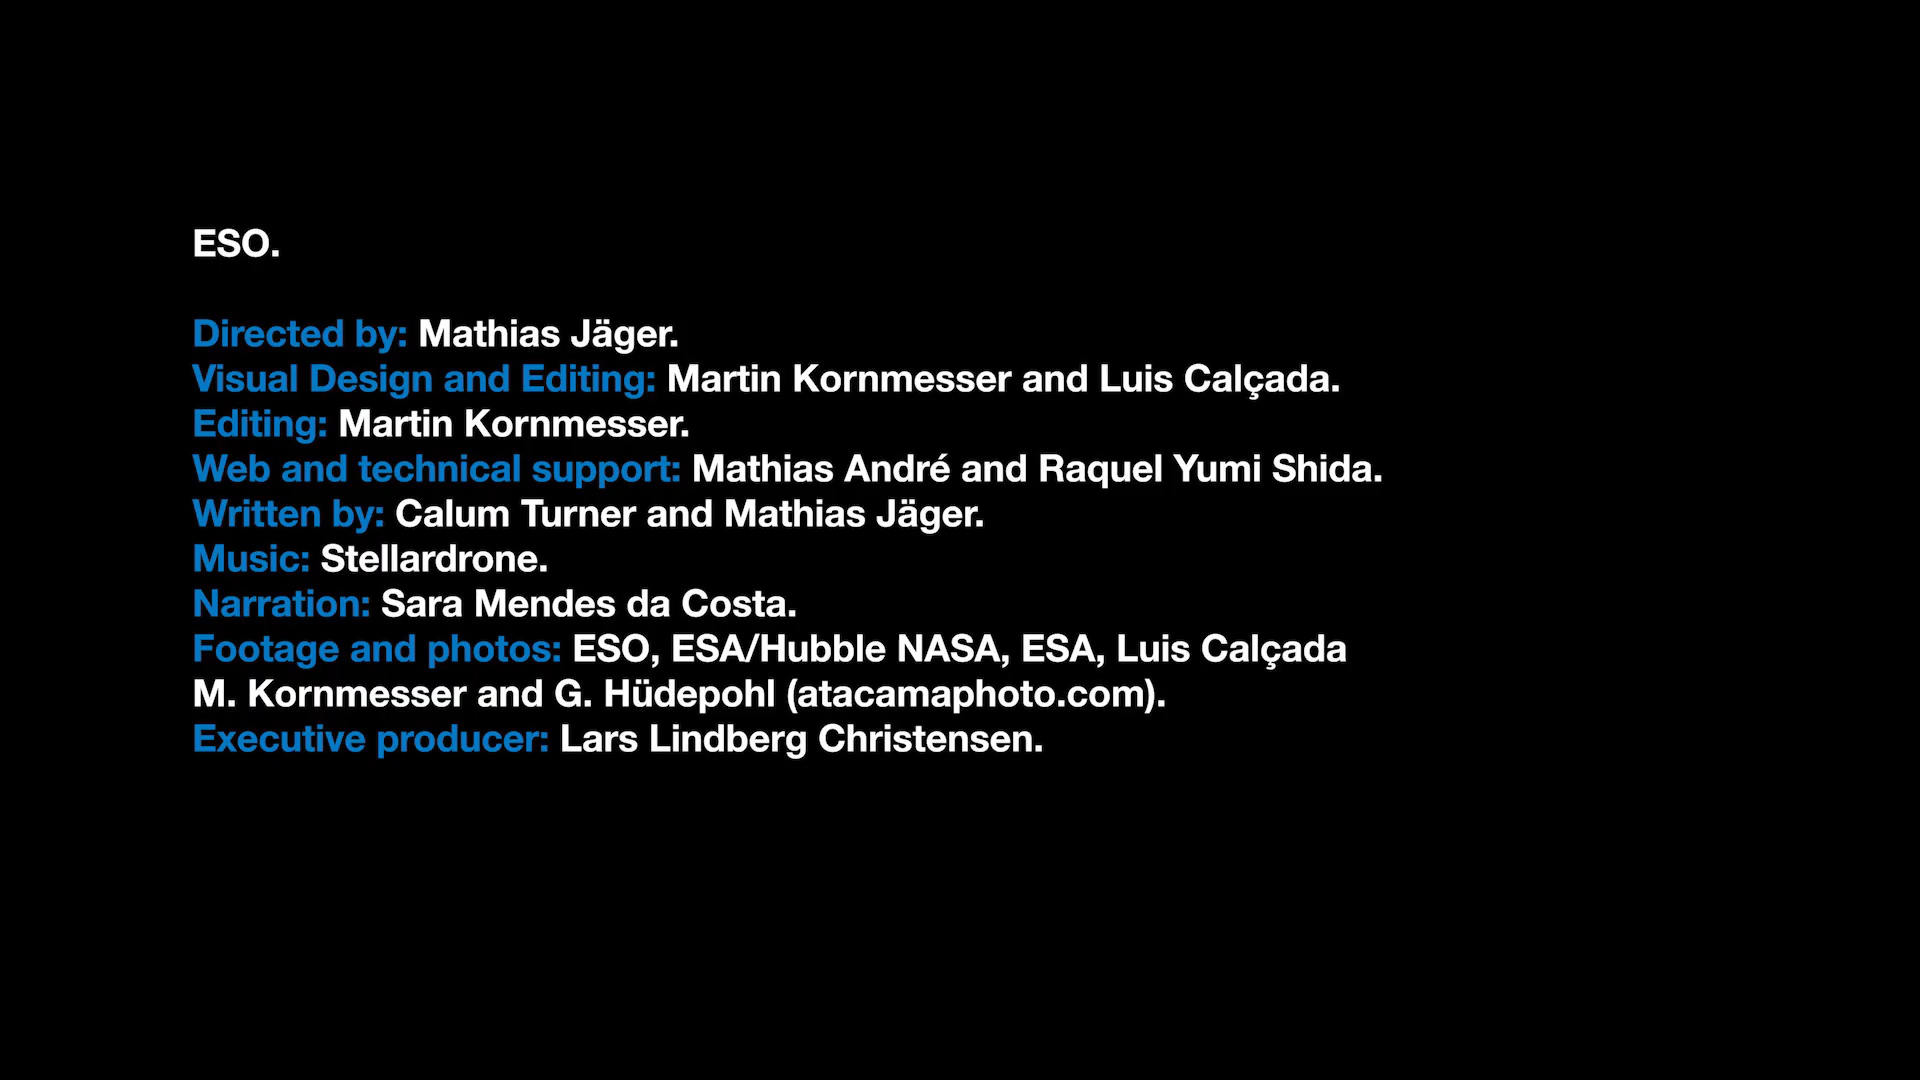 ESO.
Directed by: Mathias Jäger.
Visual Design and Editing: Martin Kornmesser and Luis Calçada.
Editing: Martin Kornmesser.
Web and technical support: Mathias André and Raquel Yumi Shida.
Written by: Calum Turner and Mathias Jäger.
Music: Stellardrone.
Narration: Sara Mendes da Costa.
Footage and photos: ESO, ESA/Hubble NASA, ESA, Luis Calçada
M. Kornmesser and G. Hüdepohl (atacamaphoto.com).
Executive producer: Lars Lindberg Christensen.